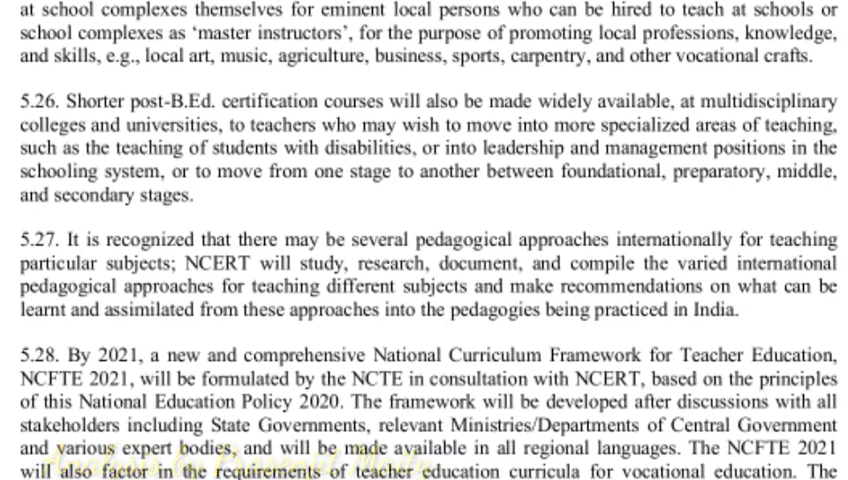 at school complexes themselves for eminent local persons who can be hired to teach at schools or
school complexes as ‘master instructors’, for the purpose of promoting local professions, knowledge,
and skills, e.g., local art, music, agriculture, business, sports, carpentry, and other vocational crafts.
5.26. Shorter post-B.Ed. certification courses will also be made widely available, at multidisciplinary
colleges and universities, to teachers who may wish to move into more specialized areas of teaching,
such as the teaching of students with disabilities, or into leadership and management positions in the
schooling system, or to move from one stage to another between foundational, preparatory, middle,
and secondary stages.
5.27. It is recognized that there may be several pedagogical approaches internationally for teaching
particular subjects; NCERT will study, research, document, and compile the varied international
pedagogical approaches for teaching different subjects and make recommendations on what can be
learnt and assimilated from these approaches into the pedagogies being practiced in India.
5.28. By 2021, a new and comprehensive National Curriculum Framework for Teacher Education,
NCFTE 2021, will be formulated by the NCTE in consultation with NCERT, based on the principles
of this National Education Policy 2020. The framework will be developed after discussions with all
stakeholders including State Governments, relevant Ministries/Departments of Central Government
and various expert bodies, and will be made available in all regional languages. The NCFTE 2021
will also factor in the requirements of teacher education curricula for vocational education. The